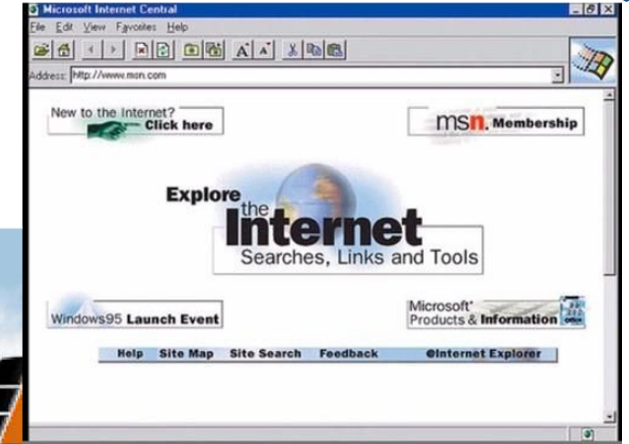 Microsoft Internet Central
File Edit View Favorites Help
Address: http://www.msn.com
New to the Internet?
Click here
msn. Membership
Explore
the
Internet
Searches, Links and Tools
Windows95 Launch Event
Microsoft®
Products & Information
Help Site Map Site Search Feedback @Internet Explorer